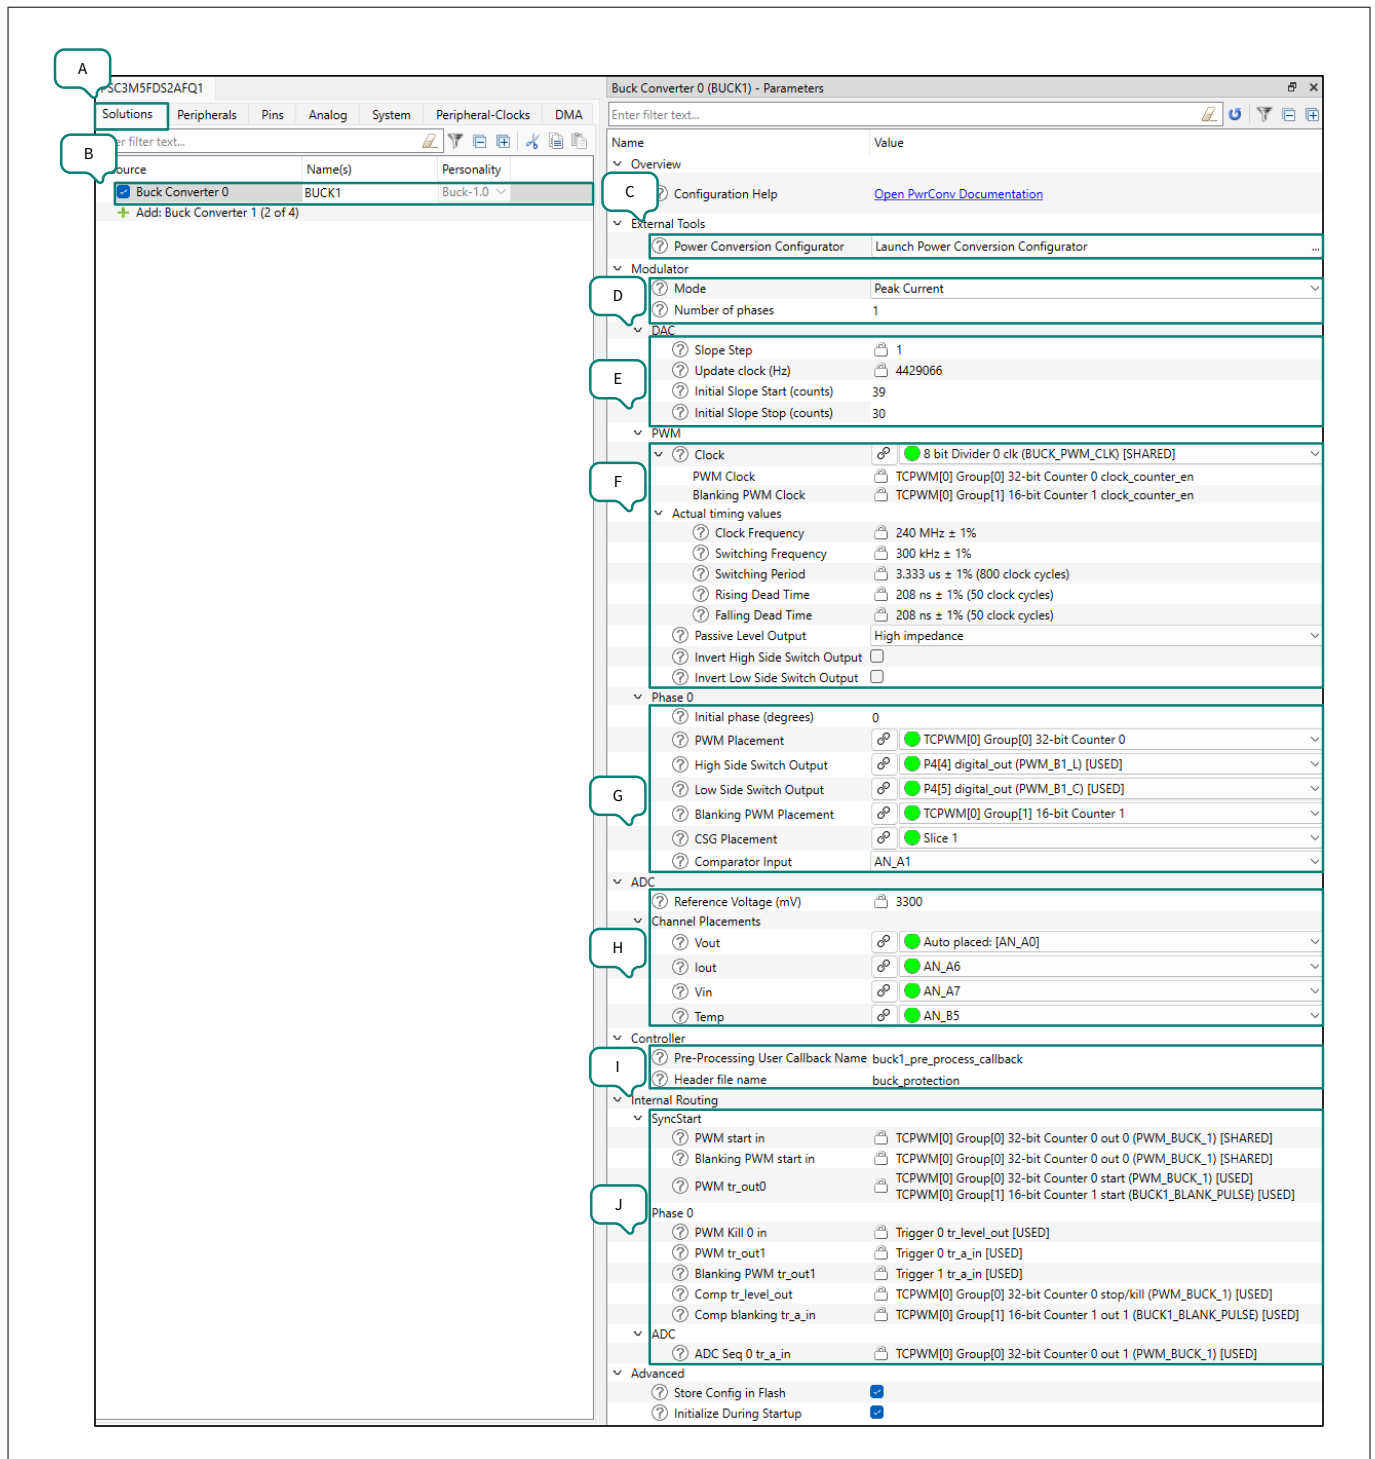 A
SC3M5FDS2AFQ1
Solutions Peripherals Pins Analog System Peripheral-Clocks DMA
B
er filter text...
ource Name(s) Personality
Buck Converter 0 BUCK1 Buck-1.0
Add: Buck Converter 1 (2 of 4)
Buck Converter 0 (BUCK1) - Parameters
Enter filter text...
Name Value
Overview
C
Configuration Help Open PwrConv Documentation
External Tools
Power Conversion Configurator Launch Power Conversion Configurator ...
Modulator
D
Mode Peak Current
Number of phases 1
DAC
E
Slope Step 1
Update clock (Hz) 4429066
Initial Slope Start (counts) 39
Initial Slope Stop (counts) 30
PWM
F
Clock 8 bit Divider 0 clk (BUCK_PWM_CLK) [SHARED]
PWM Clock TCPWM[0] Group[0] 32-bit Counter 0 clock_counter_en
Blanking PWM Clock TCPWM[0] Group[1] 16-bit Counter 1 clock_counter_en
Actual timing values
Clock Frequency 240 MHz ± 1%
Switching Frequency 300 kHz ± 1%
Switching Period 3.333 us ± 1% (800 clock cycles)
Rising Dead Time 208 ns ± 1% (50 clock cycles)
Falling Dead Time 208 ns ± 1% (50 clock cycles)
Passive Level Output High impedance
Invert High Side Switch Output
Invert Low Side Switch Output
Phase 0
G
Initial phase (degrees) 0
PWM Placement TCPWM[0] Group[0] 32-bit Counter 0
High Side Switch Output P4[4] digital_out (PWM_B1_L) [USED]
Low Side Switch Output P4[5] digital_out (PWM_B1_C) [USED]
Blanking PWM Placement TCPWM[0] Group[1] 16-bit Counter 1
CSG Placement Slice 1
Comparator Input AN_A1
ADC
H
Reference Voltage (mV) 3300
Channel Placements
Vout Auto placed: [AN_A0]
Iout AN_A6
Vin AN_A7
Temp AN_B5
Controller
I
Pre-Processing User Callback Name buck1_pre_process_callback
Header file name buck_protection
Internal Routing
J
SyncStart
PWM start in TCPWM[0] Group[0] 32-bit Counter 0 out 0 (PWM_BUCK_1) [SHARED]
Blanking PWM start in TCPWM[0] Group[0] 32-bit Counter 0 out 0 (PWM_BUCK_1) [SHARED]
PWM tr_out0 TCPWM[0] Group[0] 32-bit Counter 0 start (PWM_BUCK_1) [USED]
TCPWM[0] Group[1] 16-bit Counter 1 start (BUCK1_BLANK_PULSE) [USED]
Phase 0
PWM Kill 0 in Trigger 0 tr_level_out [USED]
PWM tr_out1 Trigger 0 tr_a_in [USED]
Blanking PWM tr_out1 Trigger 1 tr_a_in [USED]
Comp tr_level_out TCPWM[0] Group[0] 32-bit Counter 0 stop/kill (PWM_BUCK_1) [USED]
Comp blanking tr_a_in TCPWM[0] Group[1] 16-bit Counter 1 out 1 (BUCK1_BLANK_PULSE) [USED]
ADC
ADC Seq 0 tr_a_in TCPWM[0] Group[0] 32-bit Counter 0 out 1 (PWM_BUCK_1) [USED]
Advanced
Store Config in Flash
Initialize During Startup